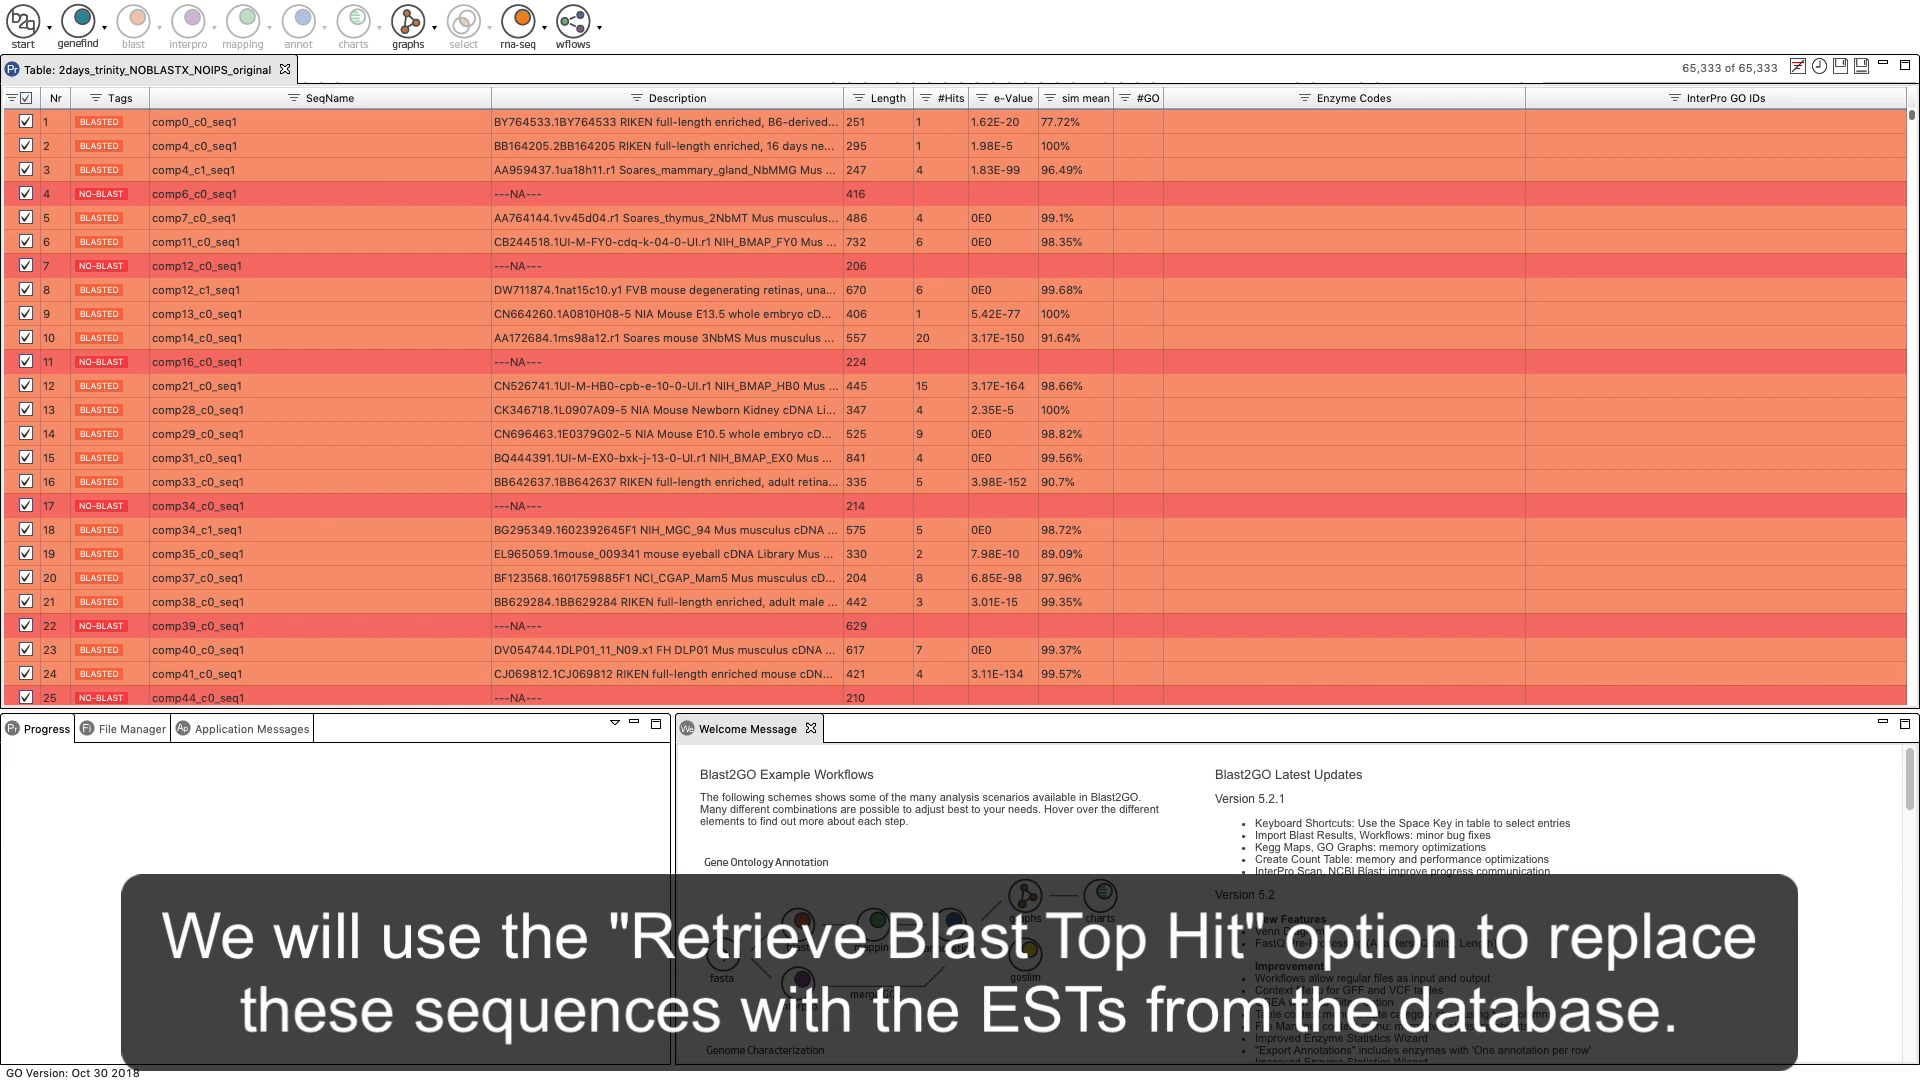 start genefind blast interpro mapping annot charts graphs select rna-seq wflows
Table: 2days_trinity_NOBLASTX_NOIPS_original 65,333 of 65,333
Nr Tags SeqName Description Length #Hits e-Value sim mean #GO Enzyme Codes InterPro GO IDs
1 BLASTED comp0_c0_seq1 BY764533.1BY764533 RIKEN full-length enriched, B6-derived... 251 1 1.62E-20 77.72%
2 BLASTED comp4_c0_seq1 BB164205.2BB164205 RIKEN full-length enriched, 16 days ne... 295 1 1.98E-5 100%
3 BLASTED comp4_c1_seq1 AA959437.1ua18h11.r1 Soares_mammary_gland_NbMMG Mus ... 247 4 1.83E-99 96.49%
4 NO-BLAST comp6_c0_seq1 ---NA--- 416
5 BLASTED comp7_c0_seq1 AA764144.1vv45d04.r1 Soares_thymus_2NbMT Mus musculus... 486 4 0E0 99.1%
6 BLASTED comp11_c0_seq1 CB244518.1UI-M-FY0-cdq-k-04-0-UI.r1 NIH_BMAP_FY0 Mus ... 732 6 0E0 98.35%
7 NO-BLAST comp12_c0_seq1 ---NA--- 206
8 BLASTED comp12_c1_seq1 DW711874.1nat15c10.y1 FVB mouse degenerating retinas, una... 670 6 0E0 99.68%
9 BLASTED comp13_c0_seq1 CN664260.1A0810H08-5 NIA Mouse E13.5 whole embryo cD... 406 1 5.42E-77 100%
10 BLASTED comp14_c0_seq1 AA172684.1ms98a12.r1 Soares mouse 3NbMS Mus musculus ... 557 20 3.17E-150 91.64%
11 NO-BLAST comp16_c0_seq1 ---NA--- 224
12 BLASTED comp21_c0_seq1 CN526741.1UI-M-HB0-cpb-e-10-0-UI.r1 NIH_BMAP_HB0 Mus ... 445 15 3.17E-164 98.66%
13 BLASTED comp28_c0_seq1 CK346718.1L0907A09-5 NIA Mouse Newborn Kidney cDNA Li... 347 4 2.35E-5 100%
14 BLASTED comp29_c0_seq1 CN696463.1E0379G02-5 NIA Mouse E10.5 whole embryo cD... 525 9 0E0 98.82%
15 BLASTED comp31_c0_seq1 BQ444391.1UI-M-EX0-bxk-j-13-0-UI.r1 NIH_BMAP_EX0 Mus ... 841 4 0E0 99.56%
16 BLASTED comp33_c0_seq1 BB642637.1BB642637 RIKEN full-length enriched, adult retina... 335 5 3.98E-152 90.7%
17 NO-BLAST comp34_c0_seq1 ---NA--- 214
18 BLASTED comp34_c1_seq1 BG295349.1602392645F1 NIH_MGC_94 Mus musculus cDNA ... 575 5 0E0 98.72%
19 BLASTED comp35_c0_seq1 EL965059.1mouse_009341 mouse eyeball cDNA Library Mus ... 330 2 7.98E-10 89.09%
20 BLASTED comp37_c0_seq1 BF123568.1601759885F1 NCI_CGAP_Mam5 Mus musculus cD... 204 8 6.85E-98 97.96%
21 BLASTED comp38_c0_seq1 BB629284.1BB629284 RIKEN full-length enriched, adult male ... 442 3 3.01E-15 99.35%
22 NO-BLAST comp39_c0_seq1 ---NA--- 629
23 BLASTED comp40_c0_seq1 DV054744.1DLP01_11_N09.x1 FH DLP01 Mus musculus cDNA ... 617 7 0E0 99.37%
24 BLASTED comp41_c0_seq1 CJ069812.1CJ069812 RIKEN full-length enriched mouse cDN... 421 4 3.11E-134 99.57%
25 NO-BLAST comp44_c0_seq1 ---NA--- 210
Progress File Manager Application Messages
Welcome Message
Blast2GO Example Workflows
The following schemes shows some of the many analysis scenarios available in Blast2GO.
Many different combinations are possible to adjust best to your needs. Hover over the different
elements to find out more about each step.
Gene Ontology Annotation
graphs charts
fasta
goslim
Genome Characterization
Blast2GO Latest Updates
Version 5.2.1
Keyboard Shortcuts: Use the Space Key in table to select entries
Import Blast Results, Workflows: minor bug fixes
Kegg Maps, GO Graphs: memory optimizations
Create Count Table: memory and performance optimizations
InterPro Scan, NCBI Blast: improve progress communication
Version 5.2
Workflows allow regular files as input and output
Improved Enzyme Statistics Wizard
"Export Annotations" includes enzymes with 'One annotation per row'
We will use the "Retrieve Blast Top Hit" option to replace
these sequences with the ESTs from the database.
GO Version: Oct 30 2018